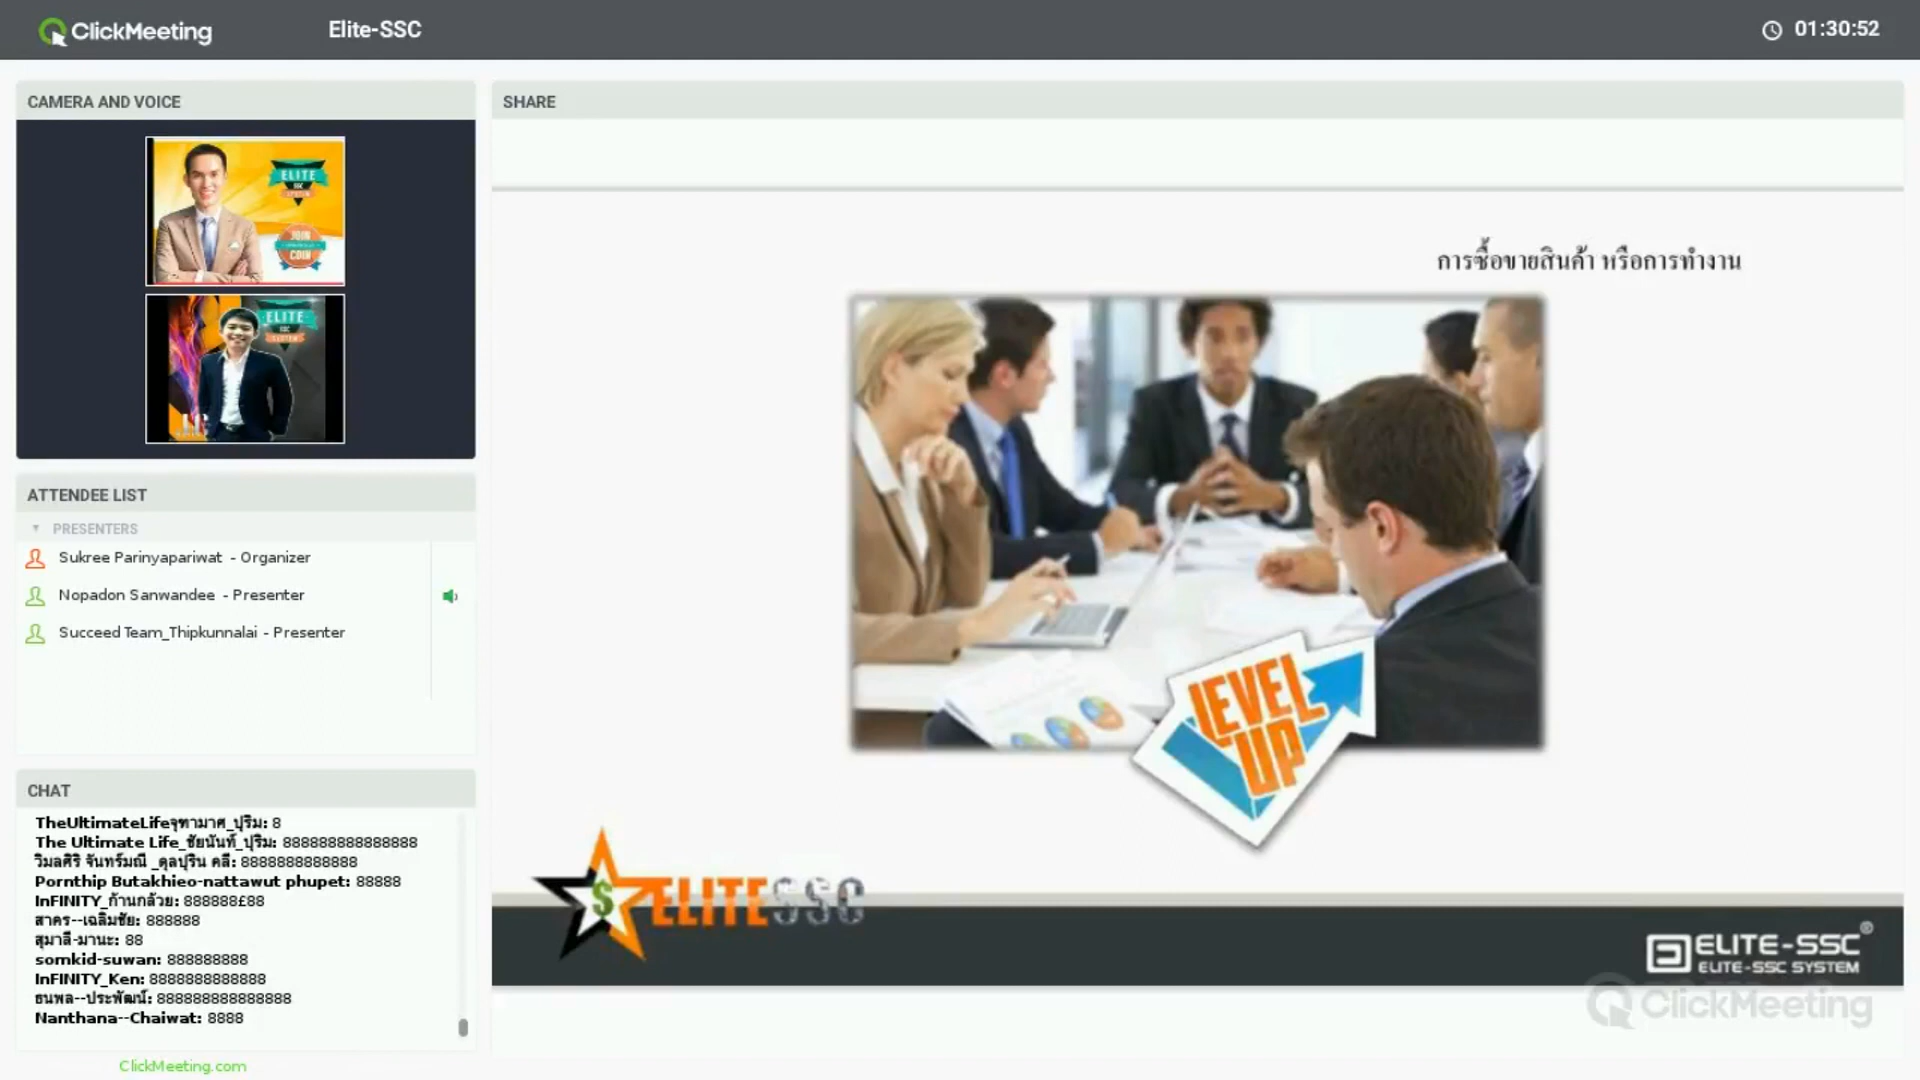 ClickMeeting
Elite-SSC
01:30:52
CAMERA AND VOICE
ELITE
SSC
SYSTEM
JOIN
COIN
ELITE
SSC
SYSTEM
ATTENDEE LIST
PRESENTERS
Sukree Parinyapariwat - Organizer
Nopadon Sanwandee - Presenter
Succeed Team_Thipkunnalai - Presenter
CHAT
TheUltimateLifeจุฑามาศ_ปุริม: 8
The Ultimate Life_ชัยนันท์_ปุริม: 888888888888888
วิมลศิริ จันทร์มณี _ดุลปุริน คลี: 8888888888888
Pornthip Butakhieo-nattawut phupet: 88888
InFINITY_ก้านกล้วย: 888888£88
สาคร--เฉลิมชัย: 888888
สุมาลี-มานะ: 88
somkid-suwan: 888888888
InFINITY_Ken: 8888888888888
ธนพล--ประพัฒน์: 888888888888888
Nanthana--Chaiwat: 8888
ClickMeeting.com
SHARE
การซื้อขายสินค้า หรือการทำงาน
LEVEL
UP
$ ELITESSC
ELITE-SSC®
ELITE-SSC SYSTEM
ClickMeeting